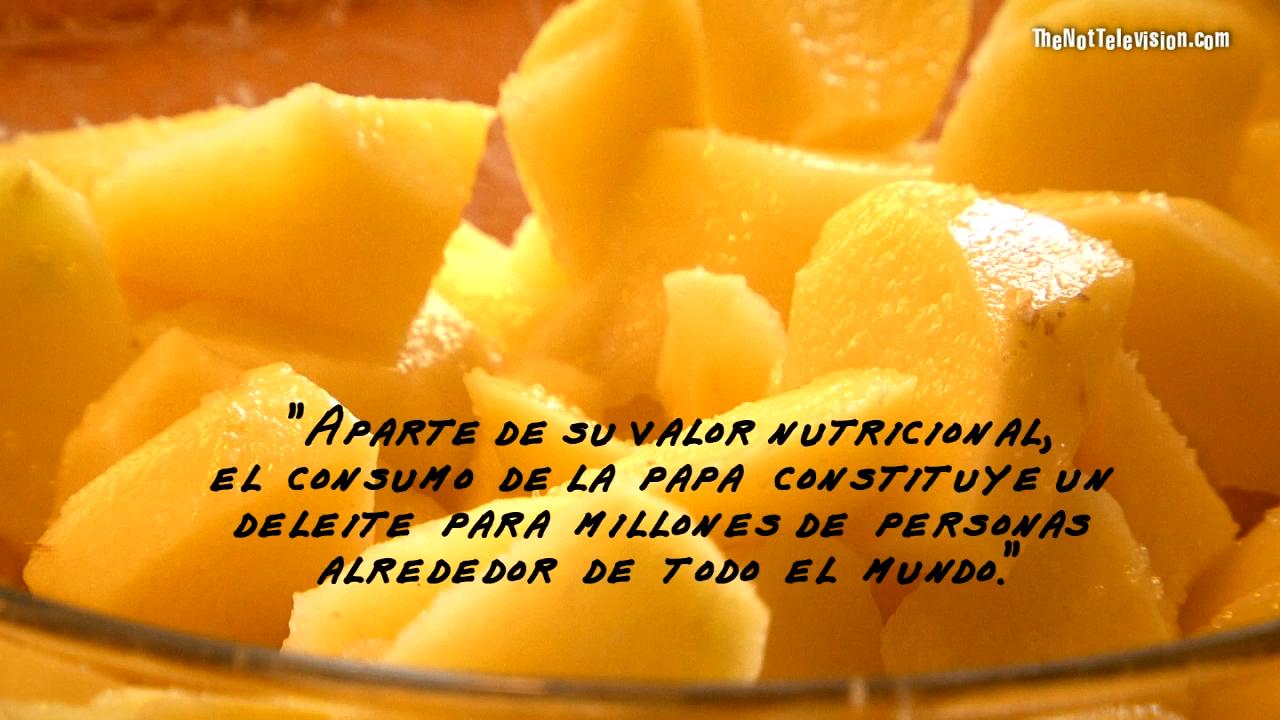 TheNotTelevision.com
"Aparte de su valor nutricional,
el consumo de la papa constituye un
deleite para millones de personas
alrededor de todo el mundo."